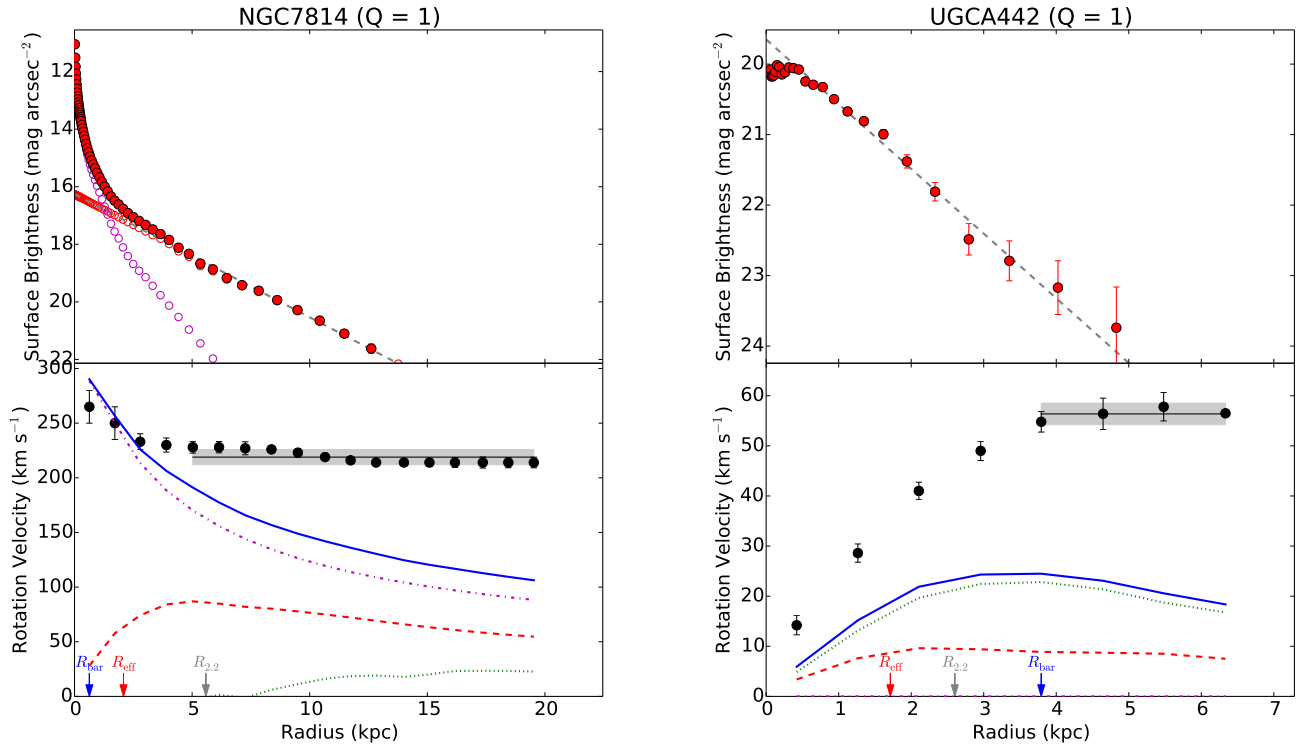 NGC7814 (Q = 1)
Surface Brightness (mag arcsec⁻²)
12
14
16
18
20
22
Rotation Velocity (km s⁻¹)
300
250
200
150
100
50
0
R_bar
R_eff
R_2.2
0
5
10
15
20
Radius (kpc)
UGCA442 (Q = 1)
Surface Brightness (mag arcsec⁻²)
20
21
22
23
24
Rotation Velocity (km s⁻¹)
60
50
40
30
20
10
0
R_eff
R_2.2
R_bar
0
1
2
3
4
5
6
7
Radius (kpc)